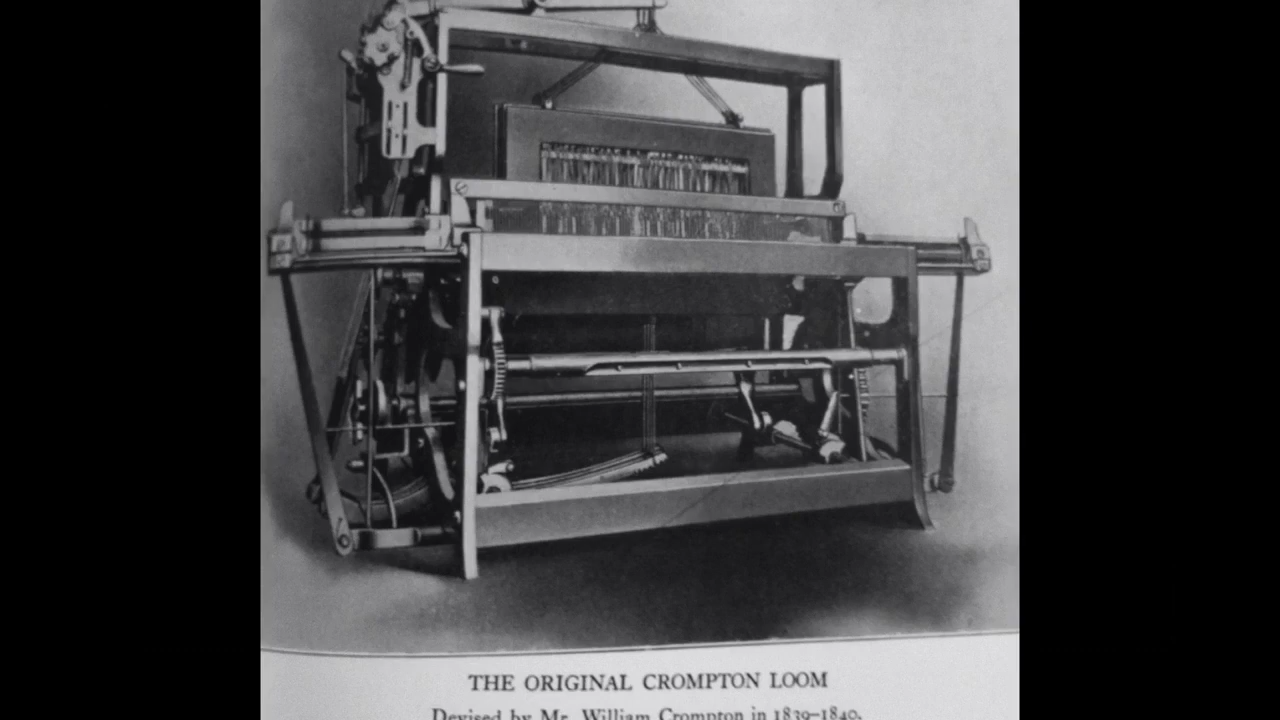 THE ORIGINAL CROMPTON LOOM
Devised by Mr. William Crompton in 1839–1840.